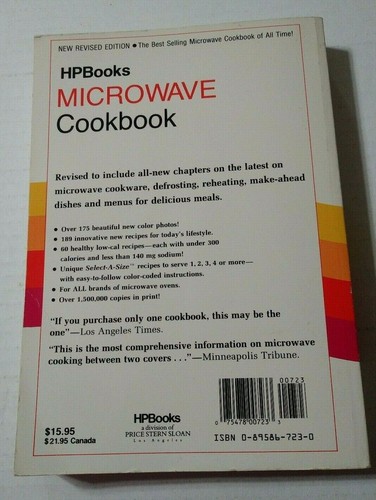 NEW REVISED EDITION ● The Best Selling Microwave Cookbook of All Time!
HPBooks
MICROWAVE
Cookbook
Revised to include all-new chapters on the latest on
microwave cookware, defrosting, reheating, make-ahead
dishes and menus for delicious meals.
● Over 175 beautiful new color photos!
● 189 innovative new recipes for today's lifestyle.
● 60 healthy low-cal recipes—each with under 300
calories and less than 140 mg sodium!
● Unique Select-A-Size™ recipes to serve 1, 2, 3, 4 or more—
with easy-to-follow color-coded instructions.
● For ALL brands of microwave ovens.
● Over 1,500,000 copies in print!
"If you purchase only one cookbook, this may be the
one"—Los Angeles Times.
"This is the most comprehensive information on microwave
cooking between two covers . . ."—Minneapolis Tribune.
00723
0 75478 00723 3
ISBN 0-89586-723-0
HPBooks
a division of
PRICE STERN SLOAN
Los Angeles
$15.95
$21.95 Canada